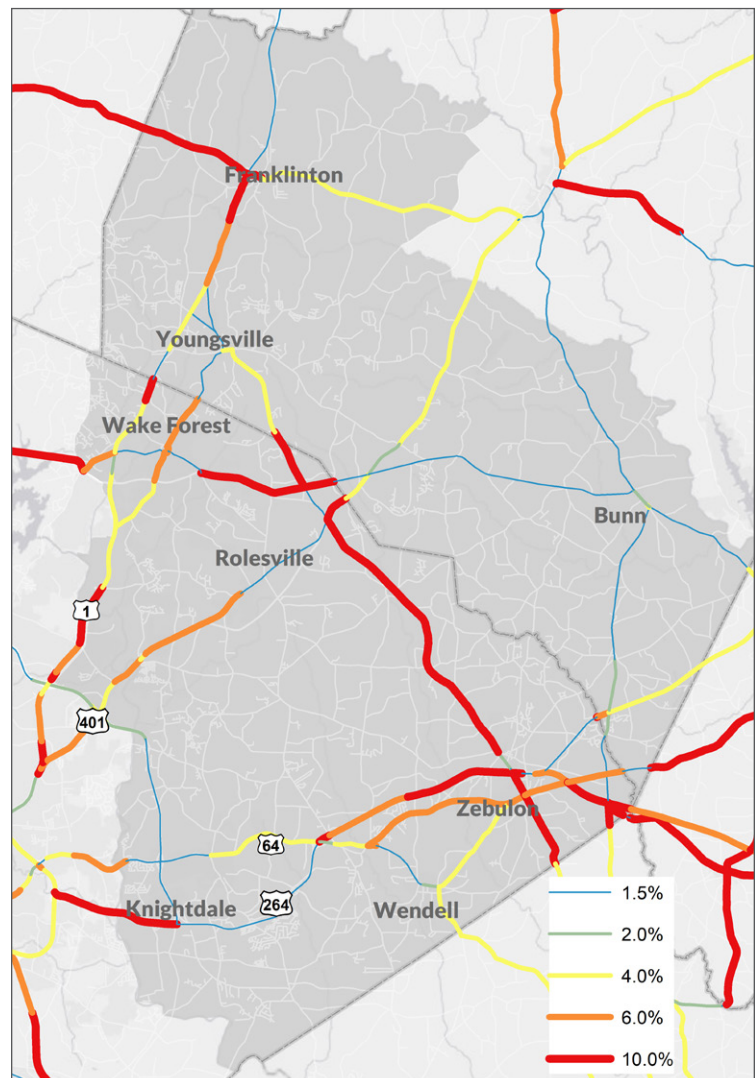 Franklinton
Youngsville
Wake Forest
Bunn
Rolesville
1
401
Zebulon
64
1.5%
Knightdale
264
Wendell
2.0%
4.0%
6.0%
10.0%